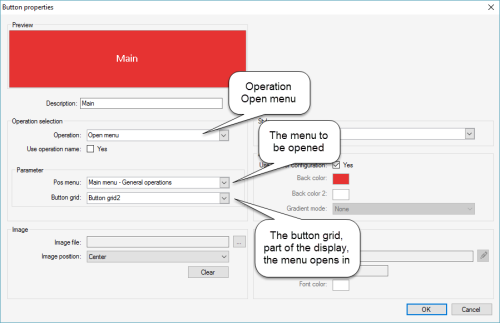 Button properties
Preview
Main
Description: Main
Operation
Open menu
Operation selection
Operation: Open menu
Use operation name: Yes
The menu to
be opened
configuration: Yes
Parameter
Pos menu: Main menu - General operations
Back color:
Button grid: Button grid2
Back color 2:
Gradient mode: None
The button grid,
part of the display,
the menu opens in
Image
Image file: ...
Image position: Center
Clear
Font color:
OK Cancel